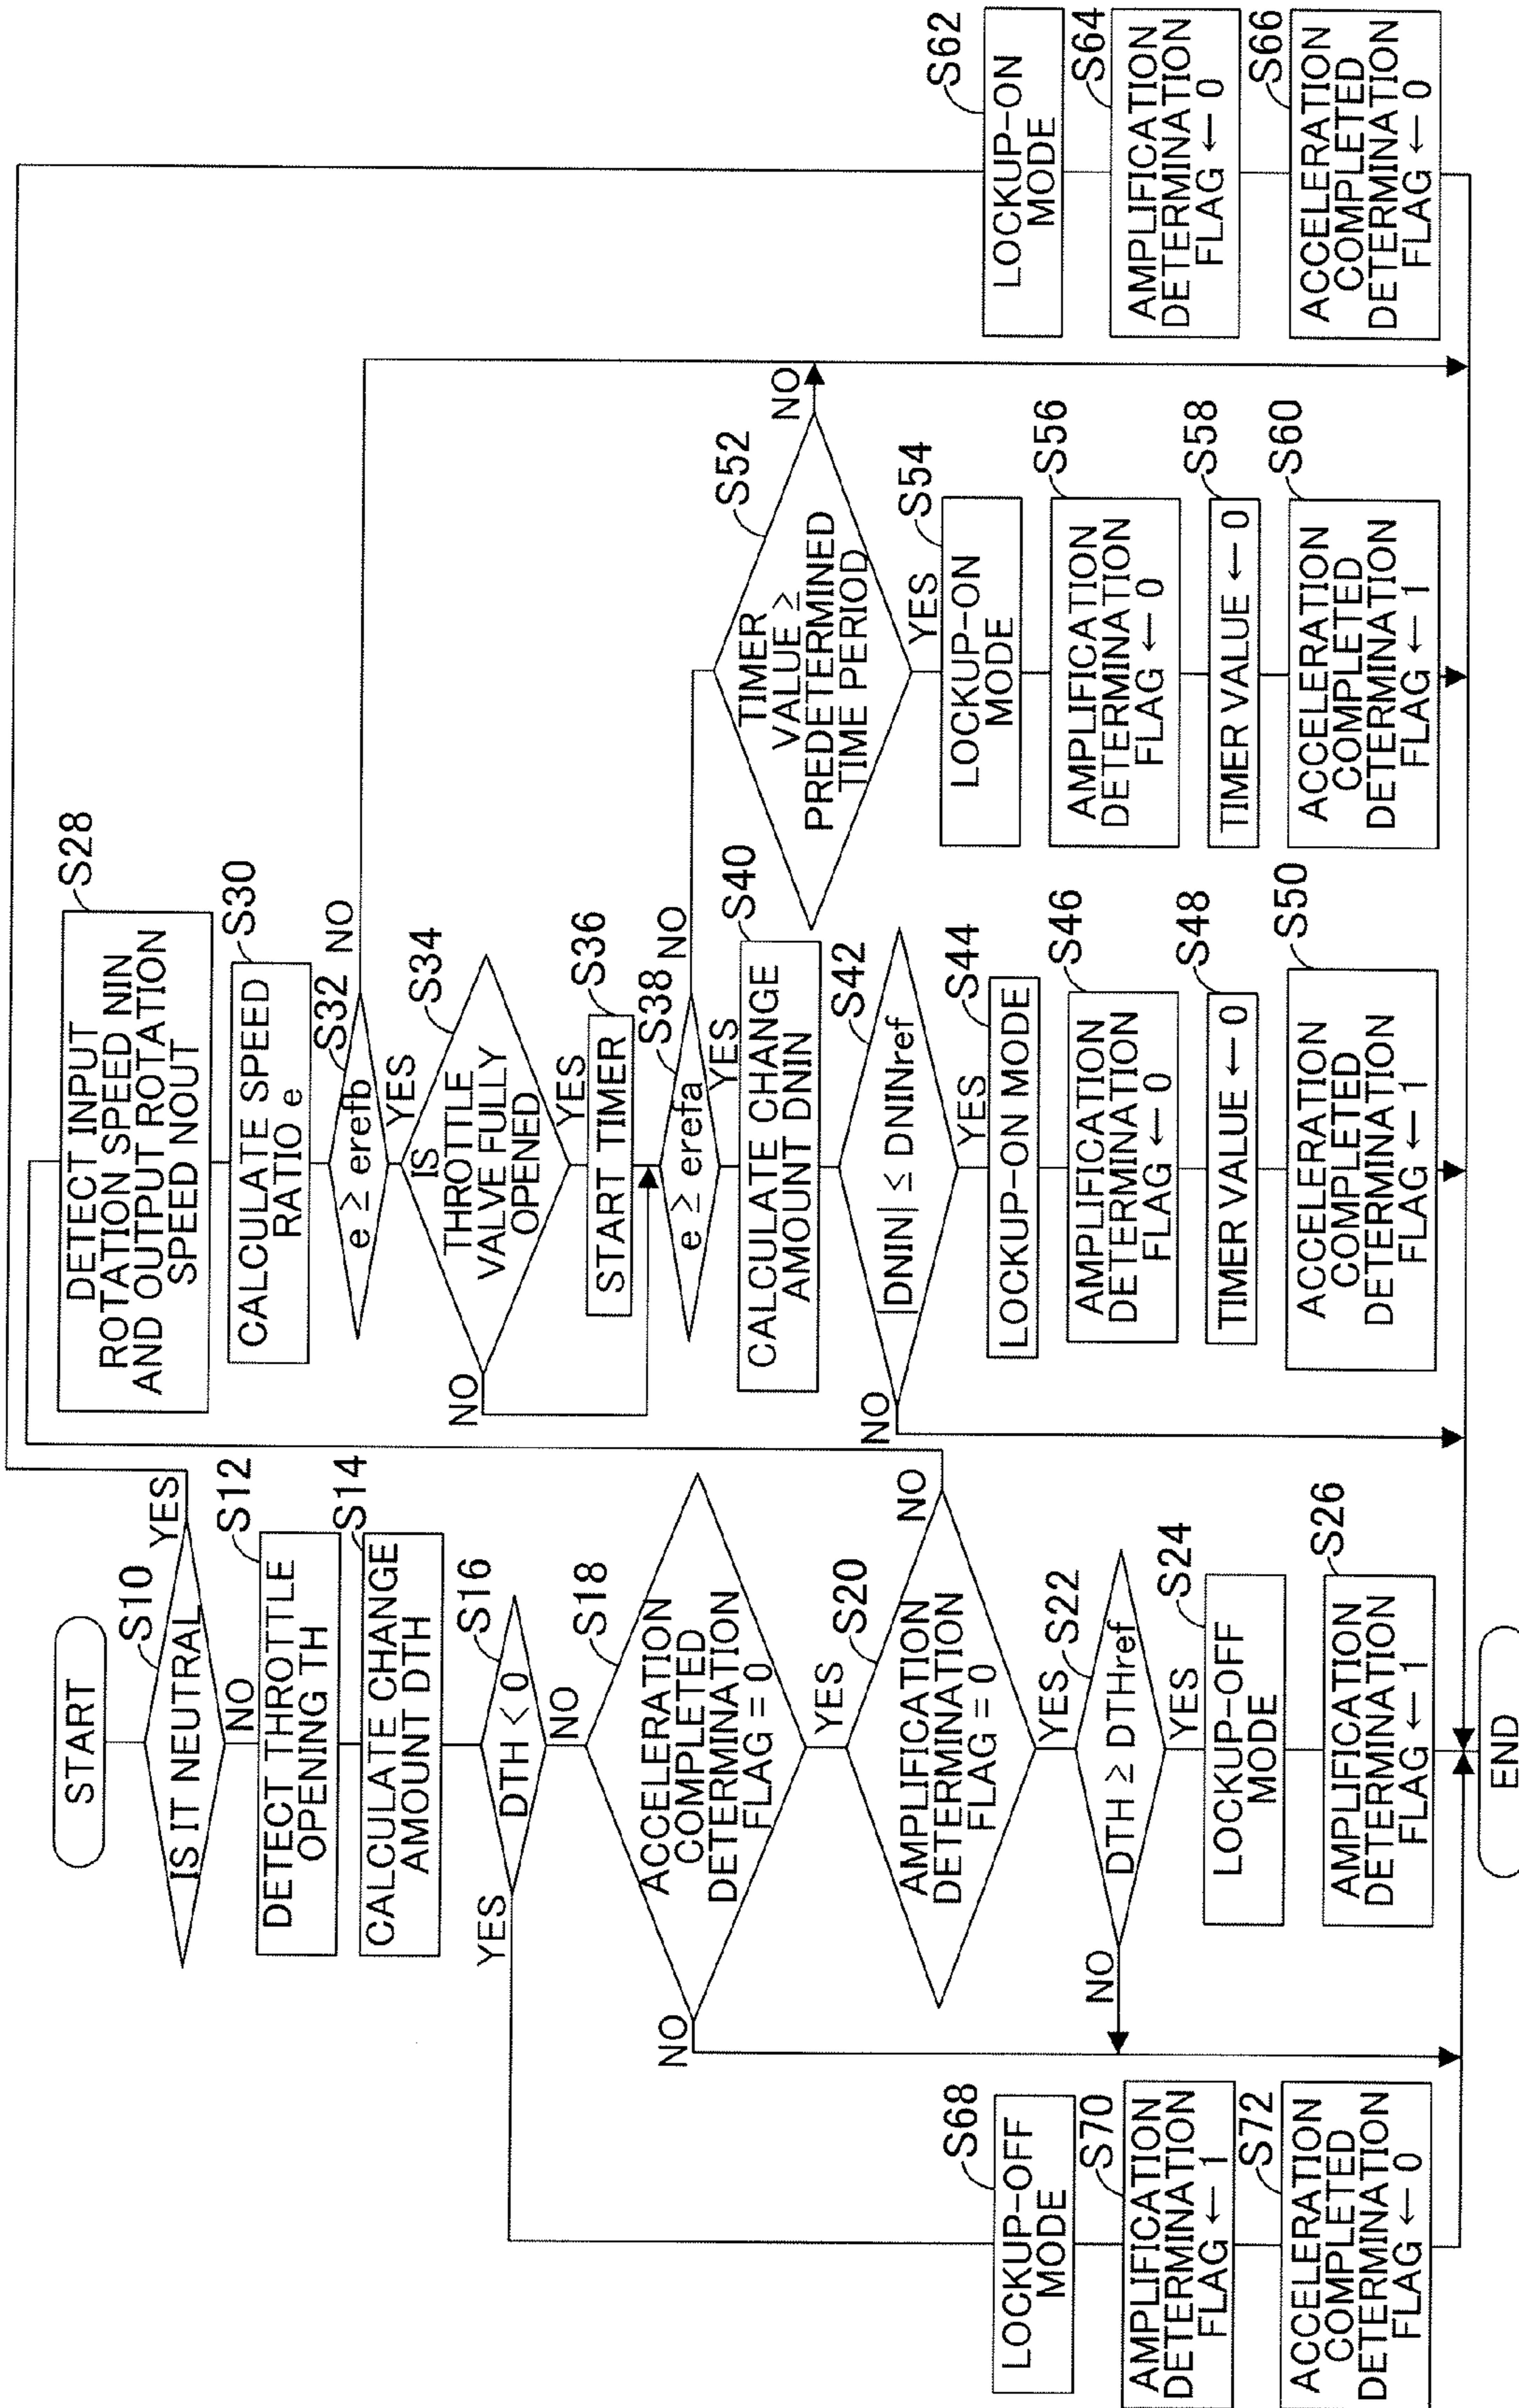 START
S10
IS IT NEUTRAL
YES
NO
S12
DETECT THROTTLE
OPENING TH
S14
CALCULATE CHANGE
AMOUNT DTH
S16
DTH < 0
YES
NO
S18
ACCELERATION
COMPLETED
DETERMINATION
FLAG = 0
NO
YES
S20
AMPLIFICATION
DETERMINATION
FLAG = 0
NO
YES
S22
DTH ≥ DTHref
NO
YES
S24
LOCKUP-OFF
MODE
S26
AMPLIFICATION
DETERMINATION
FLAG ← 1
END
S68
LOCKUP-OFF
MODE
S70
AMPLIFICATION
DETERMINATION
FLAG ← 1
S72
ACCELERATION
COMPLETED
DETERMINATION
FLAG ← 0
S28
DETECT INPUT
ROTATION SPEED NIN
AND OUTPUT ROTATION
SPEED NOUT
S30
CALCULATE SPEED
RATIO e
S32
e ≥ erefb
NO
YES
S34
IS
THROTTLE
VALVE FULLY
OPENED
NO
YES
S36
START TIMER
S38
e ≥ erefa
NO
YES
S40
CALCULATE CHANGE
AMOUNT DNIN
S42
|DNIN| ≤ DNINref
NO
YES
S44
LOCKUP-ON MODE
S46
AMPLIFICATION
DETERMINATION
FLAG ← 0
S48
TIMER VALUE ← 0
S50
ACCELERATION
COMPLETED
DETERMINATION
FLAG ← 1
S52
TIMER
VALUE ≥
PREDETERMINED
TIME PERIOD
NO
YES
S54
LOCKUP-ON
MODE
S56
AMPLIFICATION
DETERMINATION
FLAG ← 0
S58
TIMER VALUE ← 0
S60
ACCELERATION
COMPLETED
DETERMINATION
FLAG ← 1
S62
LOCKUP-ON
MODE
S64
AMPLIFICATION
DETERMINATION
FLAG ← 0
S66
ACCELERATION
COMPLETED
DETERMINATION
FLAG ← 0